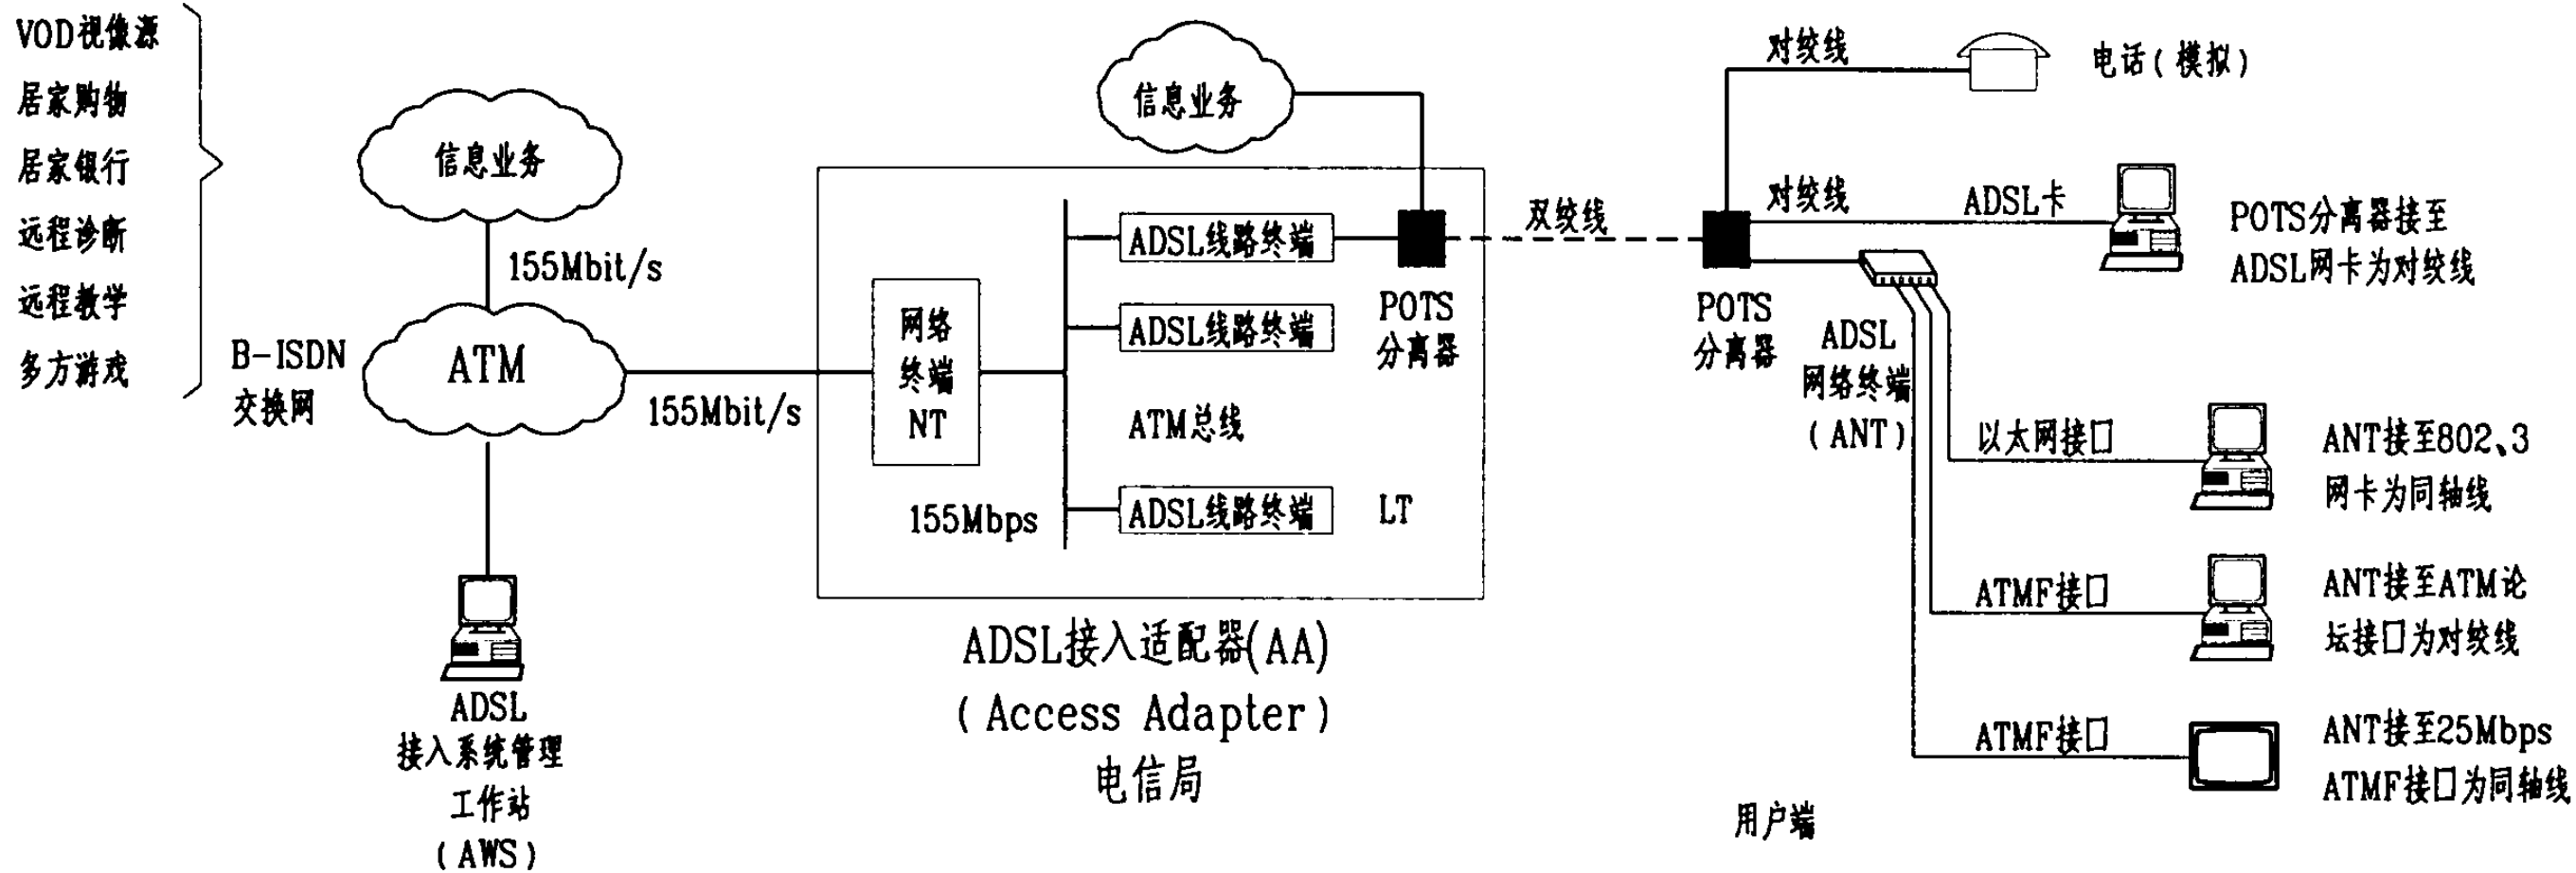 VOD视像源
居家购物
居家银行
远程诊断
远程教学
多方游戏
信息业务
155Mbit/s
B-ISDN
交换网
ATM
155Mbit/s
ADSL
接入系统管理
工作站
(AWS)
信息业务
网络
终端
NT
155Mbps
ADSL线路终端
ADSL线路终端
ATM总线
ADSL线路终端
LT
POTS
分离器
ADSL接入适配器(AA)
(Access Adapter)
电信局
双绞线
POTS
分离器
对绞线
电话(模拟)
对绞线
ADSL卡
POTS分离器接至
ADSL网卡为对绞线
ADSL
网络终端
(ANT)
以太网接口
ANT接至802、3
网卡为同轴线
ATMF接口
ANT接至ATM论
坛接口为对绞线
ATMF接口
ANT接至25Mbps
ATMF接口为同轴线
用户端